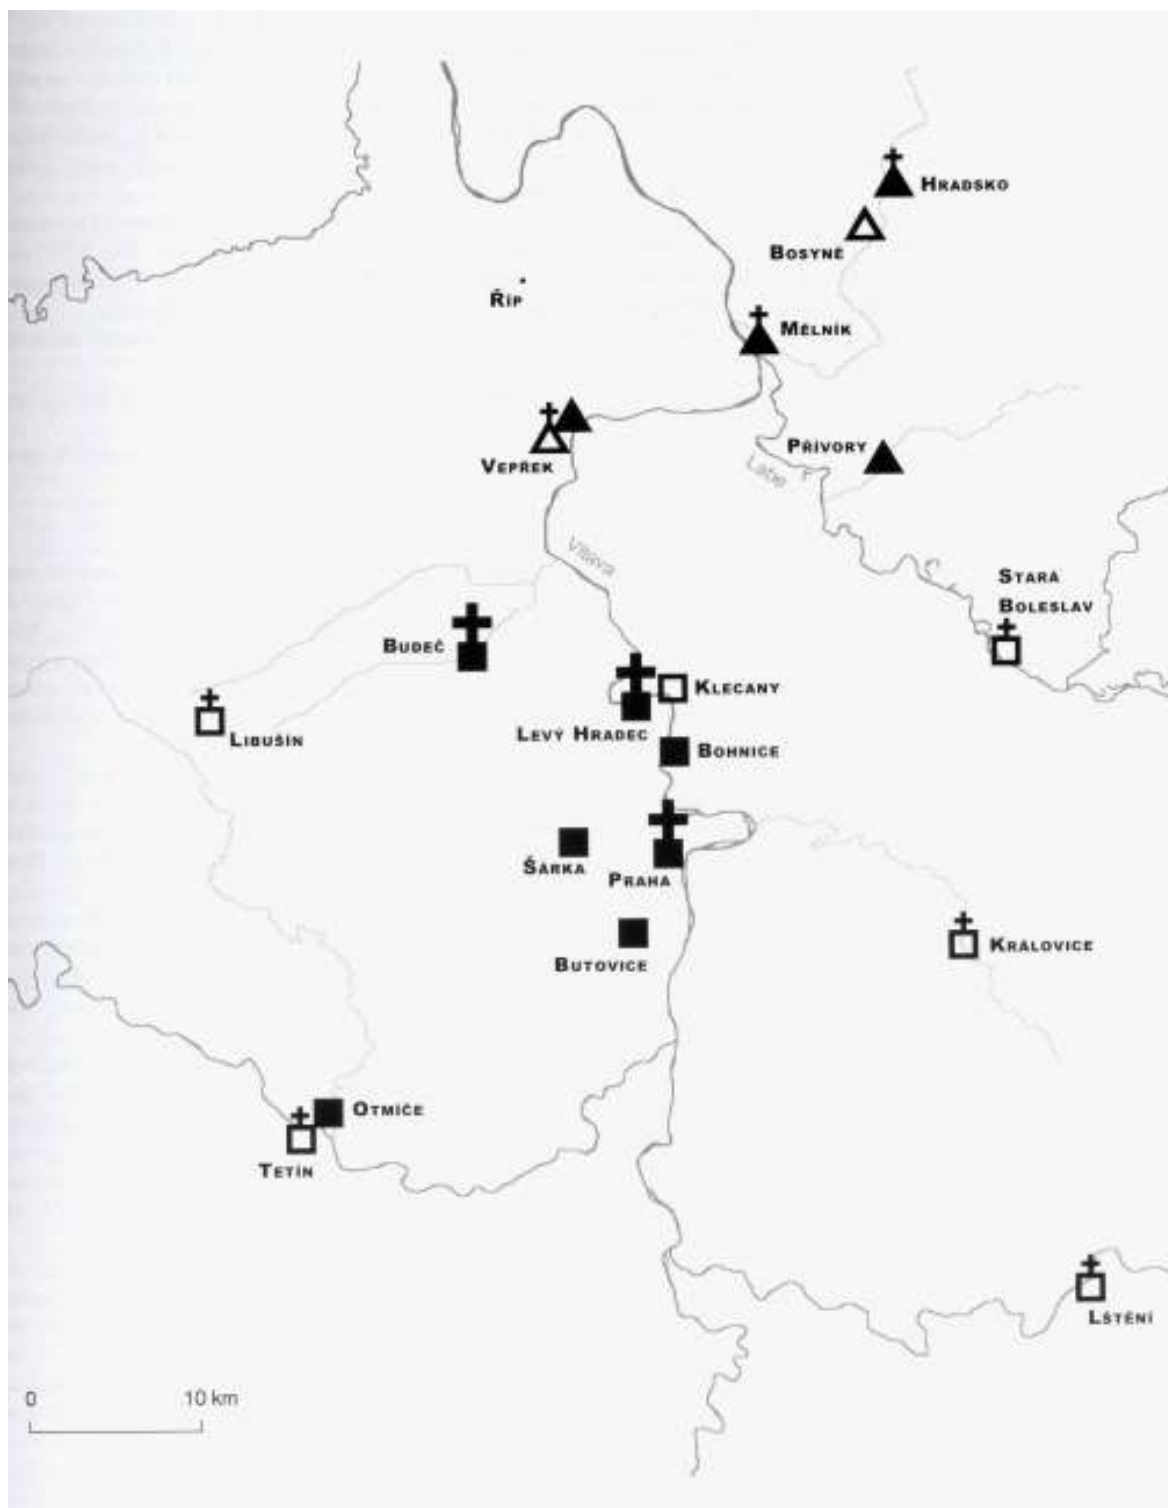 Hradsko
Bosyně
Říp
Mělník
Přívory
Vepřek
Labe
Vltava
Stará
Boleslav
Budeč
Klecany
Levý Hradec
Libušín
Bohnice
Šárka
Praha
Královice
Butovice
Otmíče
Tetín
Lštění
0 10 km